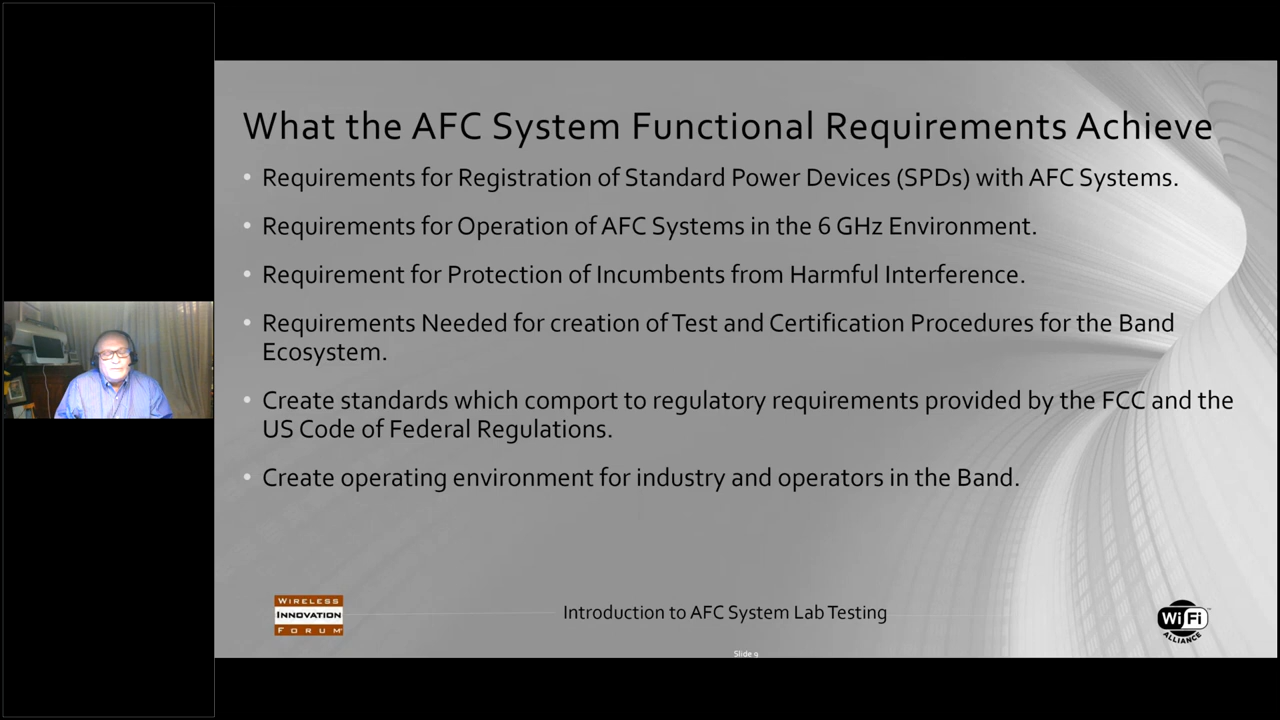 What the AFC System Functional Requirements Achieve
• Requirements for Registration of Standard Power Devices (SPDs) with AFC Systems.
• Requirements for Operation of AFC Systems in the 6 GHz Environment.
• Requirement for Protection of Incumbents from Harmful Interference.
• Requirements Needed for creation of Test and Certification Procedures for the Band
Ecosystem.
• Create standards which comport to regulatory requirements provided by the FCC and the
US Code of Federal Regulations.
• Create operating environment for industry and operators in the Band.
WIRELESS
INNOVATION
FORUM
Introduction to AFC System Lab Testing
Wi Fi
ALLIANCE
Slide 9